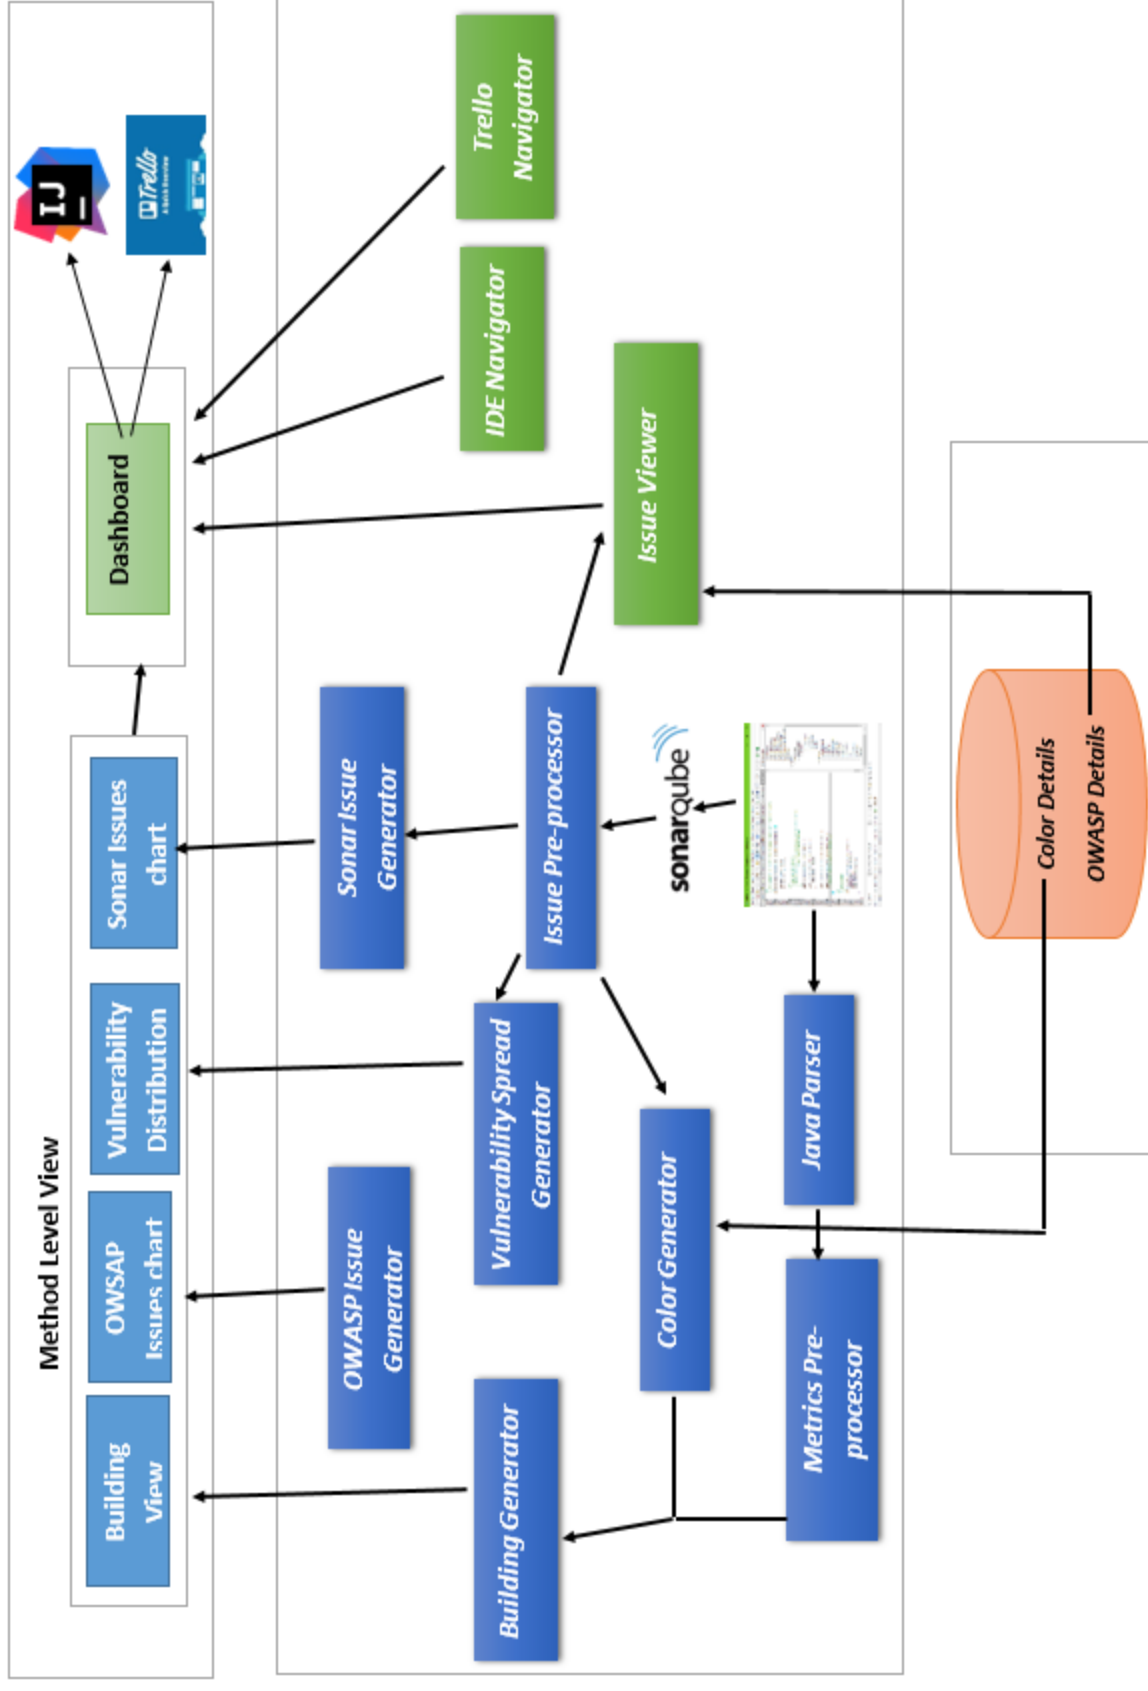 Method Level View
Building
View
OWSAP
Issues chart
Vulnerability
Distribution
Sonar Issues
chart
Dashboard
IJ
Trello
OWASP Issue
Generator
Sonar Issue
Generator
Building Generator
Vulnerability Spread
Generator
Issue Pre-processor
IDE Navigator
Trello
Navigator
Color Generator
sonarqube
Issue Viewer
Metrics Pre-
processor
Java Parser
Color Details
OWASP Details